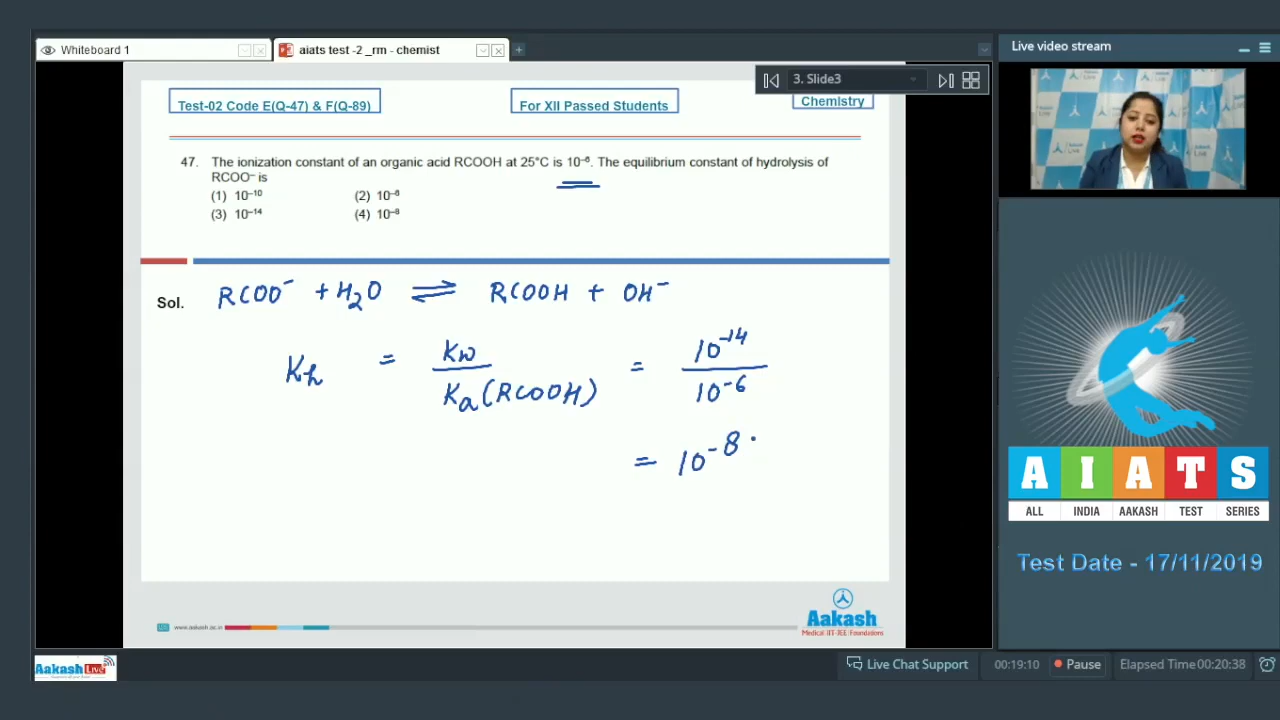 Whiteboard 1
aiats test -2 _rm - chemist
Live video stream
3. Slide3
Test-02 Code E(Q-47) & F(Q-89)
For XII Passed Students
Chemistry
47. The ionization constant of an organic acid RCOOH at 25°C is 10⁻⁶. The equilibrium constant of hydrolysis of
RCOO⁻ is
(1) 10⁻¹⁰ (2) 10⁻⁶
(3) 10⁻¹⁴ (4) 10⁻⁸
Sol. RCOO⁻ + H₂O ⇌ RCOOH + OH⁻
Kh = Kw / Ka(RCOOH) = 10⁻¹⁴ / 10⁻⁶
= 10⁻⁸.
AIATS
ALL INDIA AAKASH TEST SERIES
Test Date - 17/11/2019
www.aakash.ac.in
Aakash
Medical|IIT-JEE|Foundations
Aakash Live
Live Chat Support
00:19:10
Pause
Elapsed Time 00:20:38